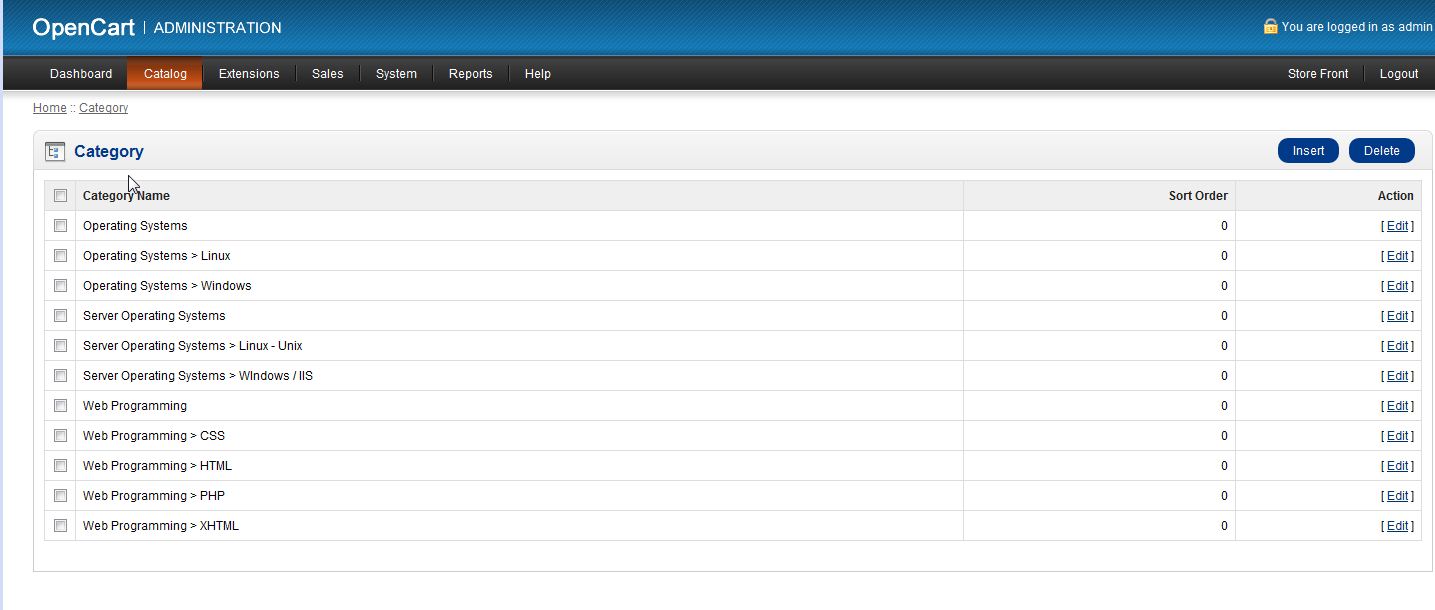 OpenCart | ADMINISTRATION You are logged in as admin
Dashboard Catalog Extensions Sales System Reports Help Store Front Logout
Home :: Category
Category Insert Delete
Category Name Sort Order Action
Operating Systems 0 [ Edit ]
Operating Systems > Linux 0 [ Edit ]
Operating Systems > Windows 0 [ Edit ]
Server Operating Systems 0 [ Edit ]
Server Operating Systems > Linux - Unix 0 [ Edit ]
Server Operating Systems > WIndows / IIS 0 [ Edit ]
Web Programming 0 [ Edit ]
Web Programming > CSS 0 [ Edit ]
Web Programming > HTML 0 [ Edit ]
Web Programming > PHP 0 [ Edit ]
Web Programming > XHTML 0 [ Edit ]